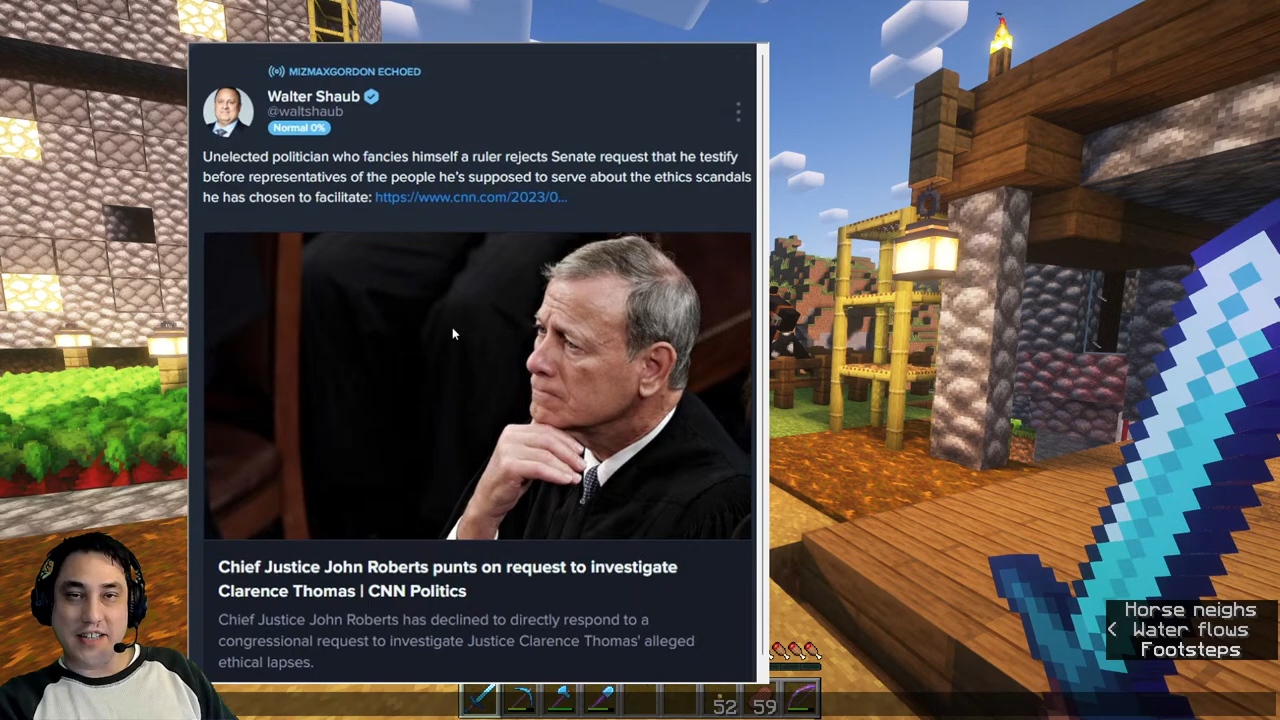 MIZMAXGORDON ECHOED
Walter Shaub
@waltshaub
Normal 0%
Unelected politician who fancies himself a ruler rejects Senate request that he testify
before representatives of the people he's supposed to serve about the ethics scandals
he has chosen to facilitate: https://www.cnn.com/2023/0...
Chief Justice John Roberts punts on request to investigate
Clarence Thomas | CNN Politics
Chief Justice John Roberts has declined to directly respond to a
congressional request to investigate Justice Clarence Thomas' alleged
ethical lapses.
Horse neighs
< Water flows
Footsteps
52 59